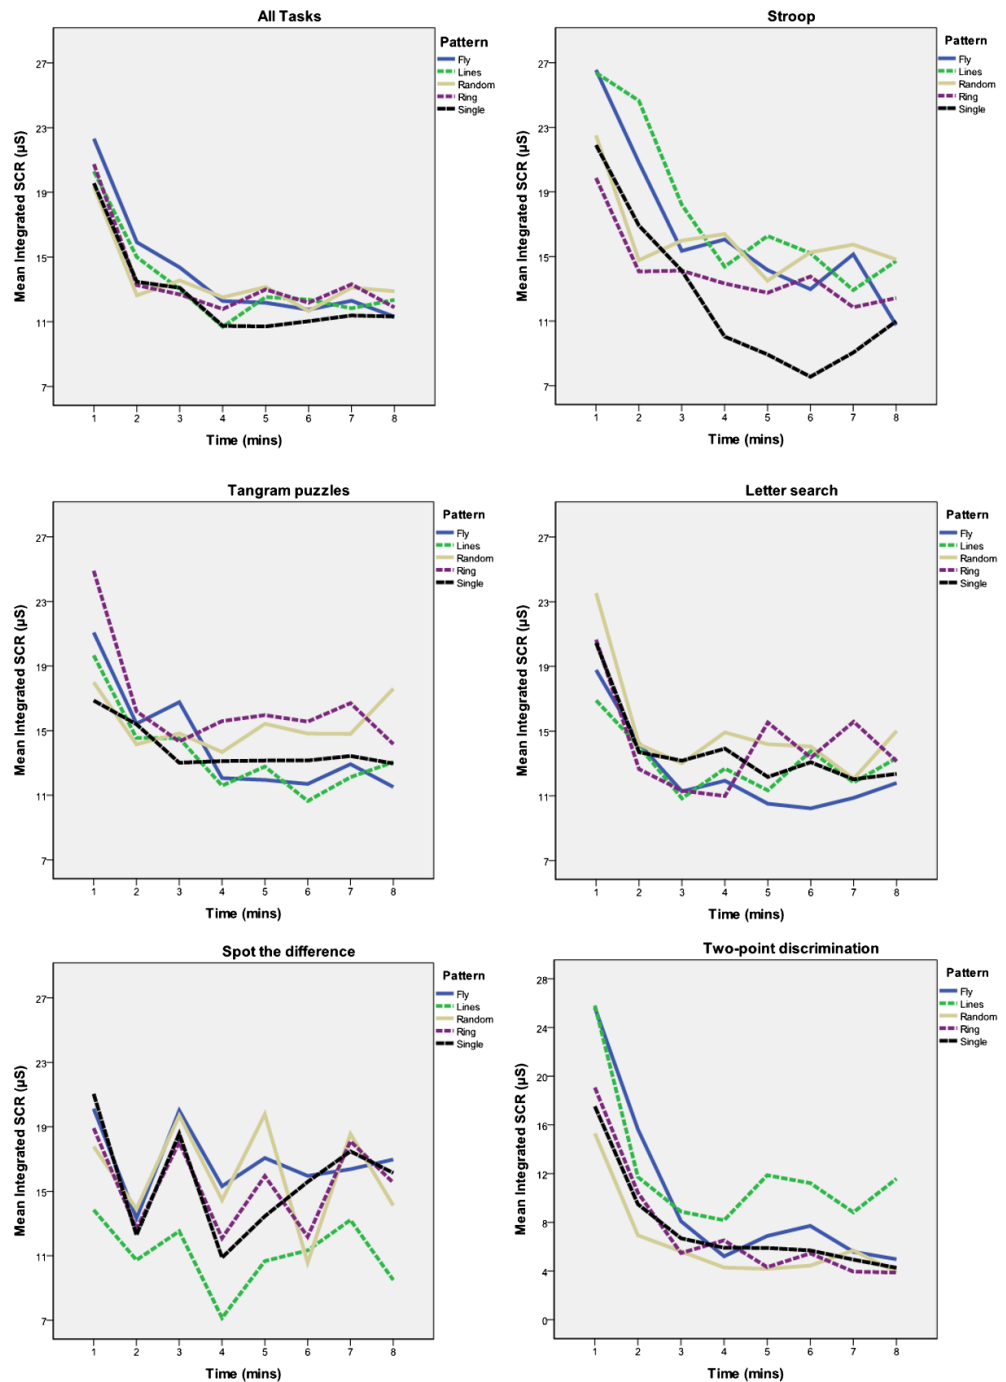 All Tasks
Mean Integrated SCR (µS)
27
23
19
15
11
7
1 2 3 4 5 6 7 8
Time (mins)
Pattern
Fly
Lines
Random
Ring
Single
Stroop
Mean Integrated SCR (µS)
27
23
19
15
11
7
1 2 3 4 5 6 7 8
Time (mins)
Pattern
Fly
Lines
Random
Ring
Single
Tangram puzzles
Mean Integrated SCR (µS)
27
23
19
15
11
7
1 2 3 4 5 6 7 8
Time (mins)
Pattern
Fly
Lines
Random
Ring
Single
Letter search
Mean Integrated SCR (µS)
27
23
19
15
11
7
1 2 3 4 5 6 7 8
Time (mins)
Pattern
Fly
Lines
Random
Ring
Single
Spot the difference
Mean Integrated SCR (µS)
27
23
19
15
11
7
1 2 3 4 5 6 7 8
Time (mins)
Pattern
Fly
Lines
Random
Ring
Single
Two-point discrimination
Mean Integrated SCR (µS)
28
24
20
16
12
8
4
0
1 2 3 4 5 6 7 8
Time (mins)
Pattern
Fly
Lines
Random
Ring
Single